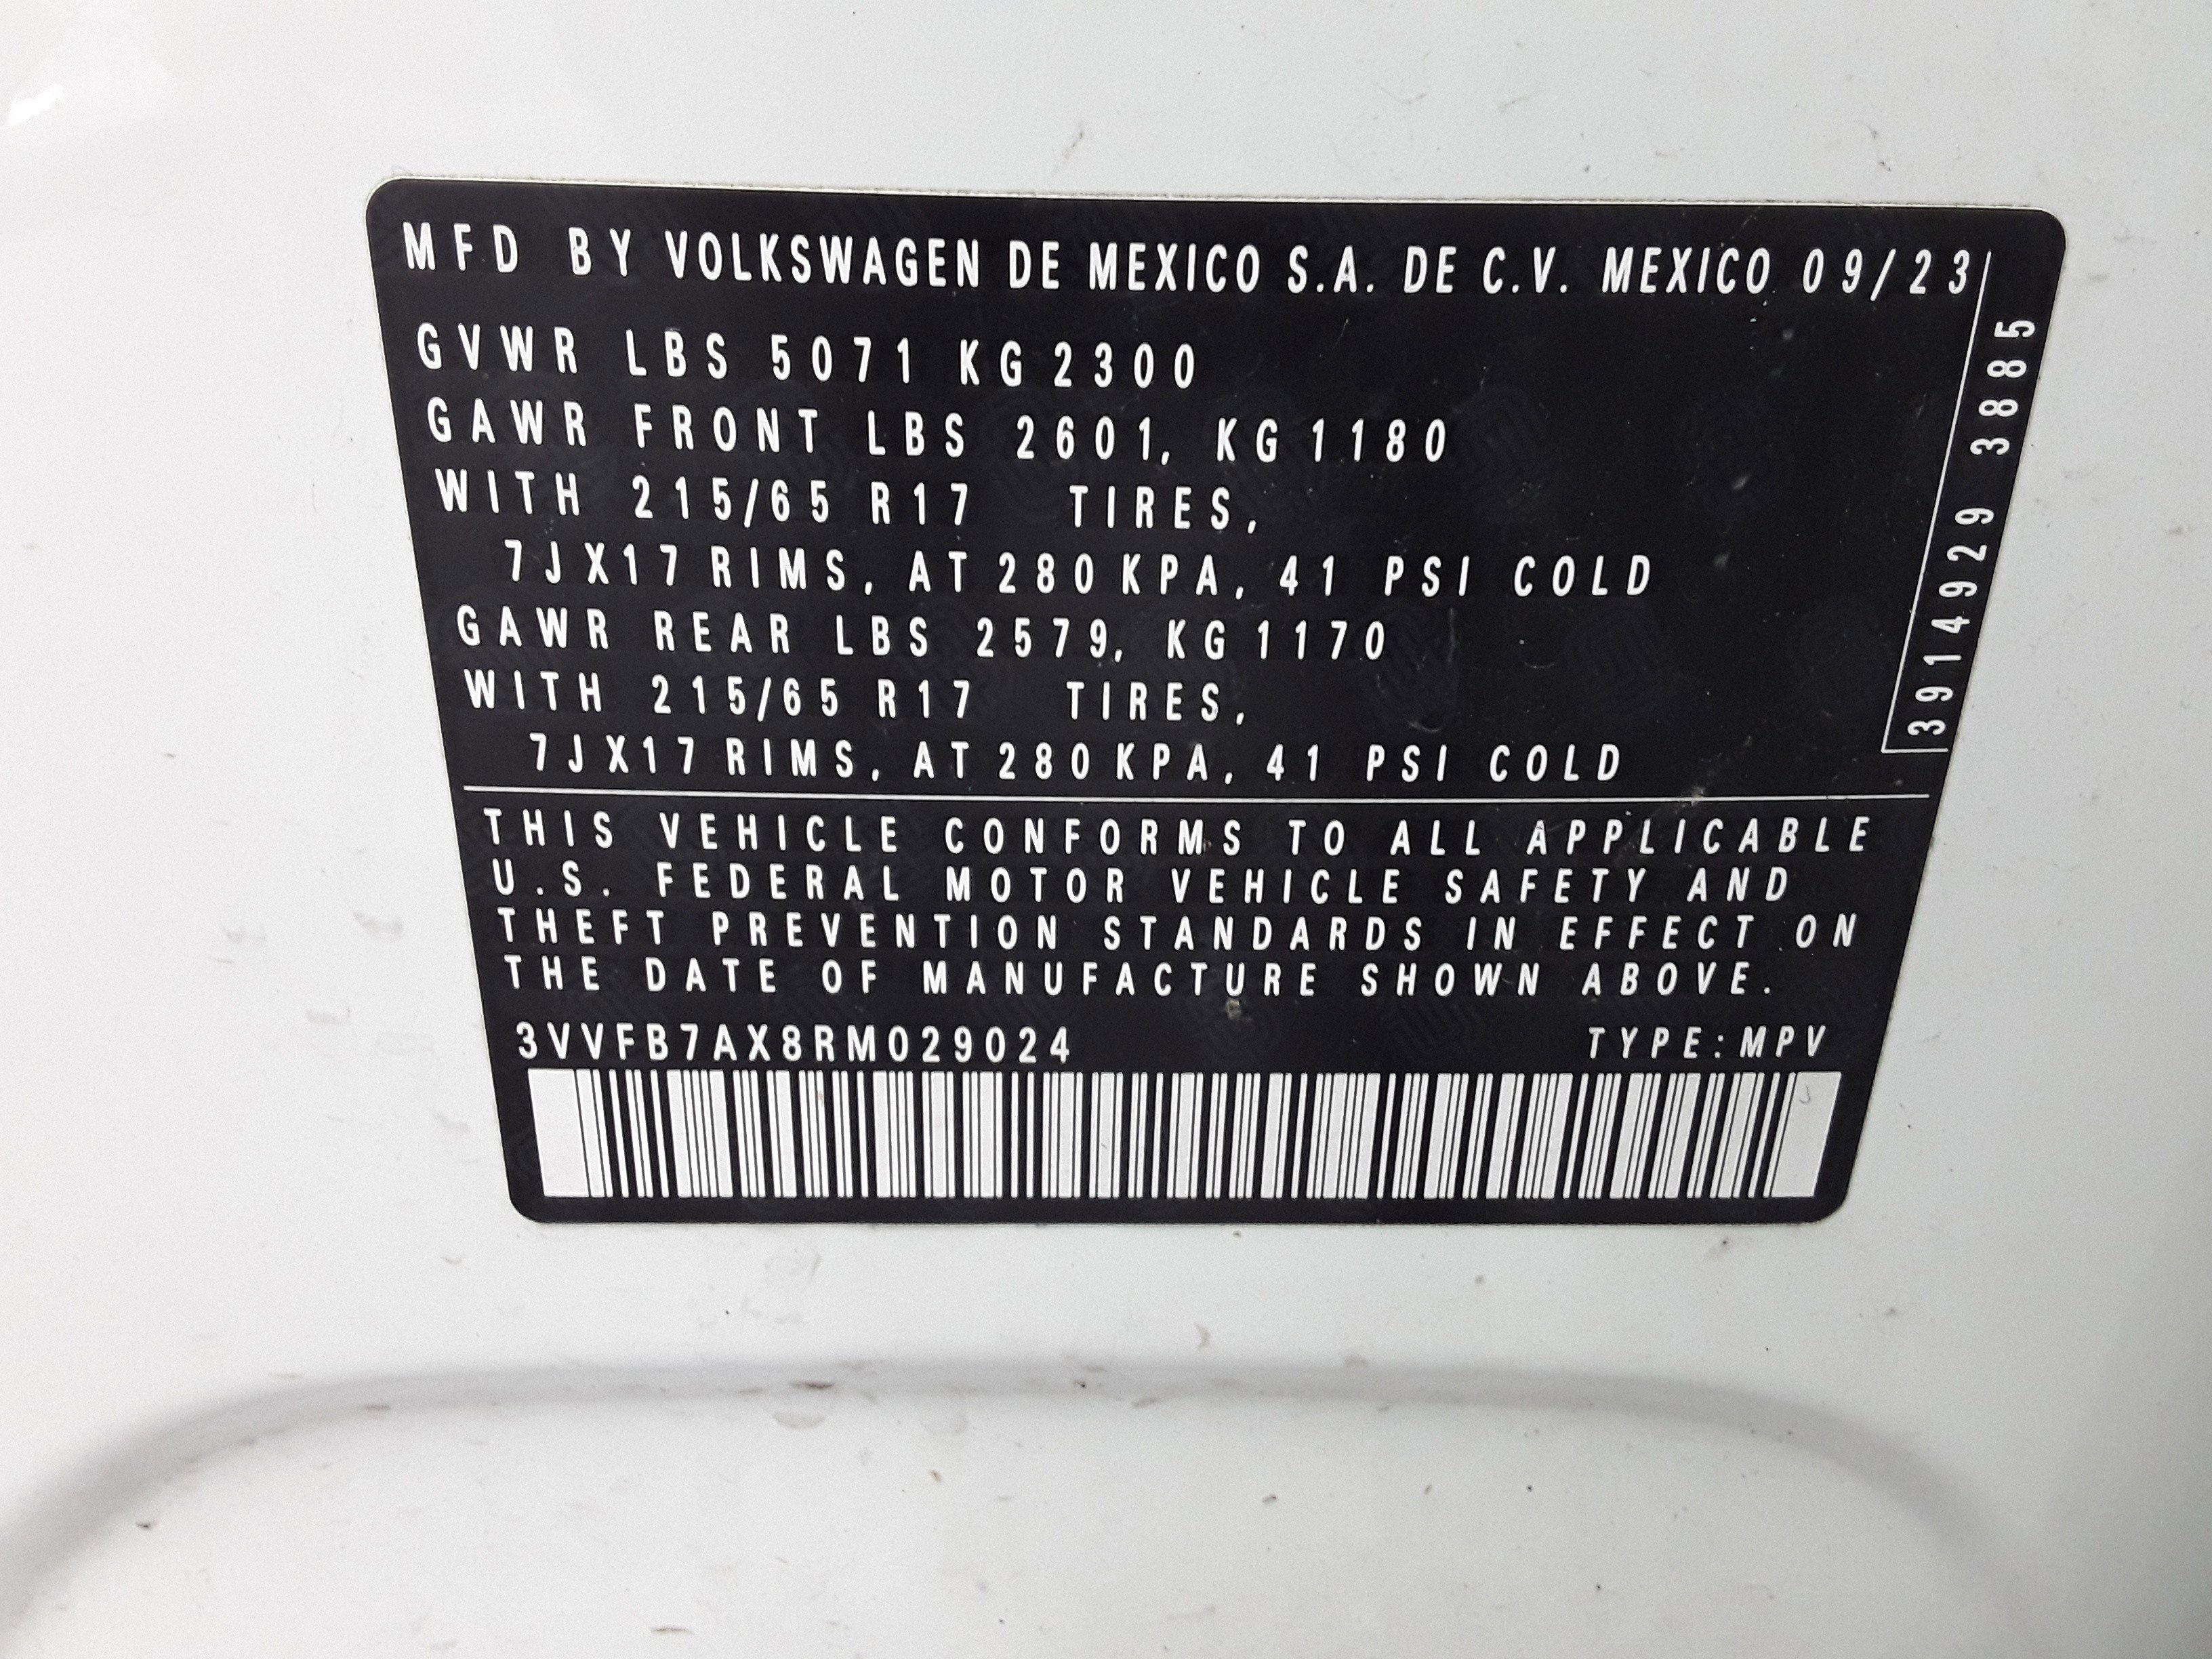 MFD BY VOLKSWAGEN DE MEXICO S.A. DE C.V. MEXICO 09/23
GVWR LBS 5071 KG 2300
GAWR FRONT LBS 2601, KG 1180
WITH 215/65 R17 TIRES,
7JX17 RIMS, AT 280 KPA, 41 PSI COLD
GAWR REAR LBS 2579, KG 1170
WITH 215/65 R17 TIRES,
7JX17 RIMS, AT 280 KPA, 41 PSI COLD
3914929 3885
THIS VEHICLE CONFORMS TO ALL APPLICABLE
U.S. FEDERAL MOTOR VEHICLE SAFETY AND
THEFT PREVENTION STANDARDS IN EFFECT ON
THE DATE OF MANUFACTURE SHOWN ABOVE.
3VVFB7AX8RM029024 TYPE:MPV